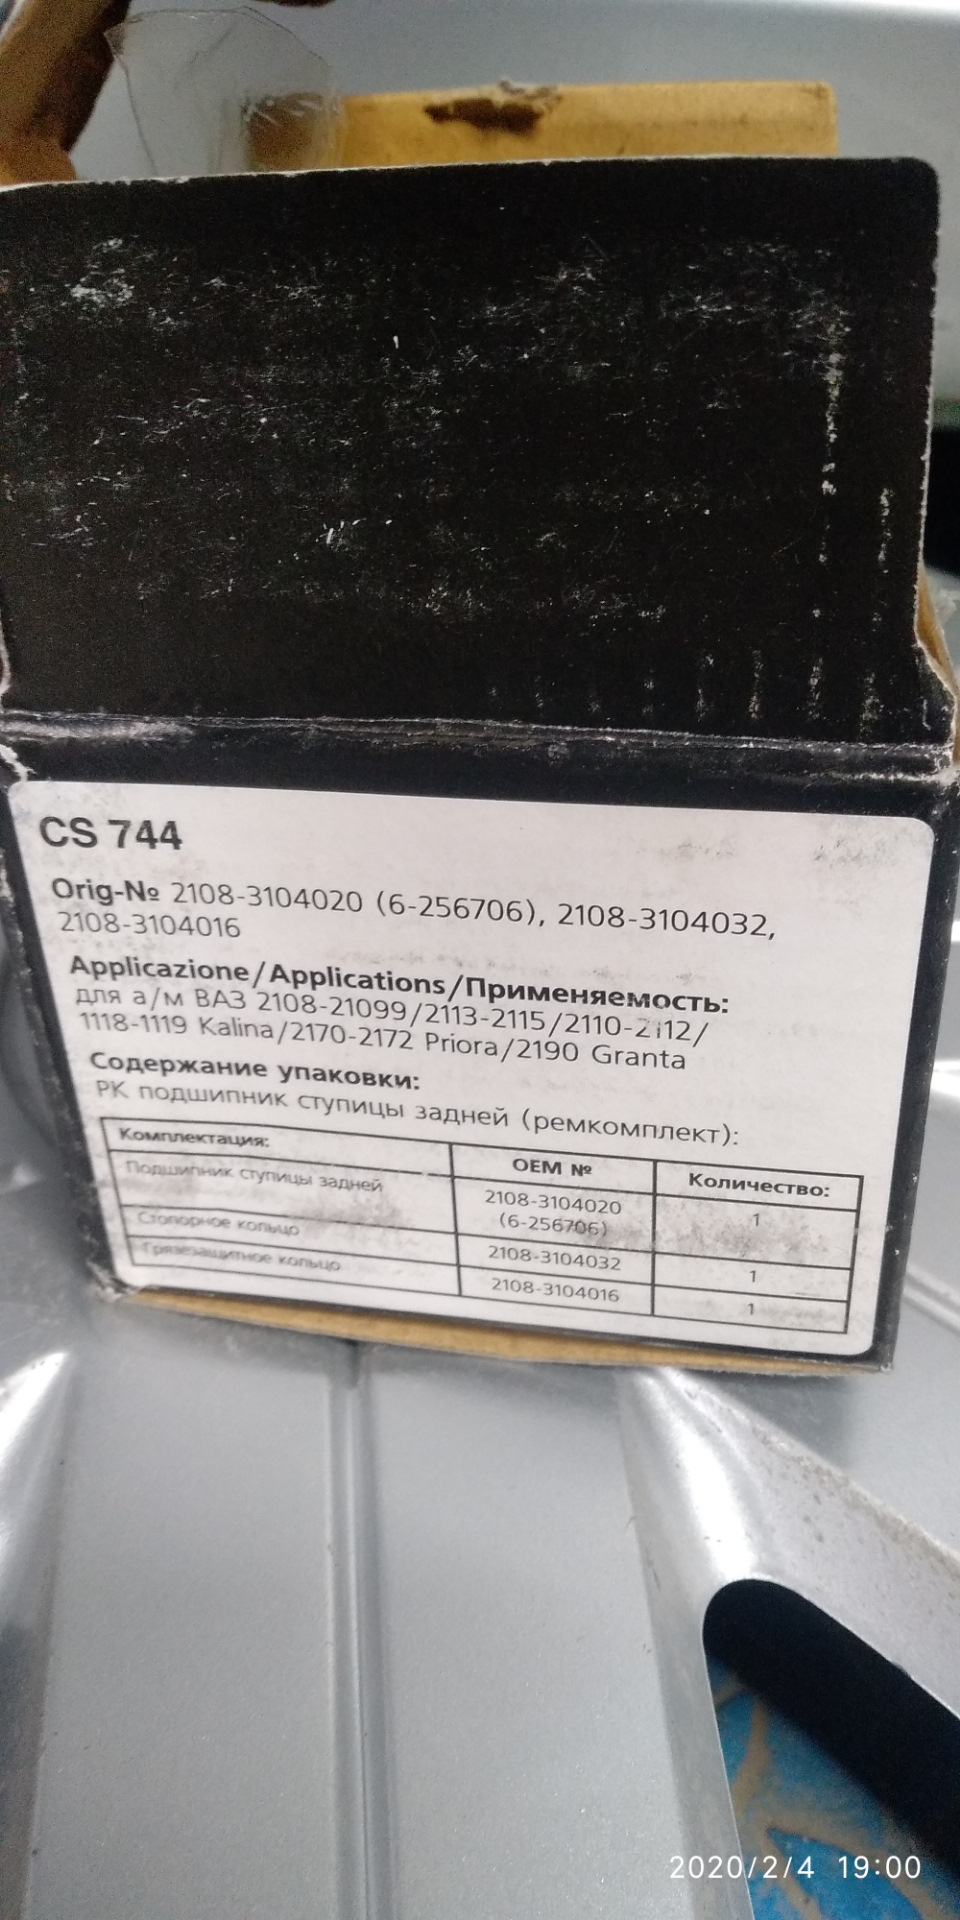 CS 744
Orig-№ 2108-3104020 (6-256706), 2108-3104032,
2108-3104016
Applicazione/Applications/Применяемость:
для а/м ВАЗ 2108-21099/2113-2115/2110-2112/
1118-1119 Kalina/2170-2172 Priora/2190 Granta
Содержание упаковки:
РК подшипник ступицы задней (ремкомплект):
Комплектация: OEM № Количество:
Подшипник ступицы задней 2108-3104020 1
(6-256706)
Стопорное кольцо 2108-3104032 1
Грязезащитное кольцо 2108-3104016 1
2020/2/4 19:00